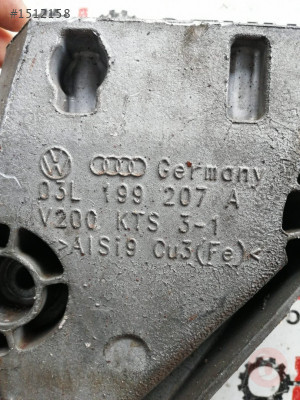 #1512158
Germany
03L 199 207 A
V200 KTS 3-1
>AlSi9 Cu3(Fe)<